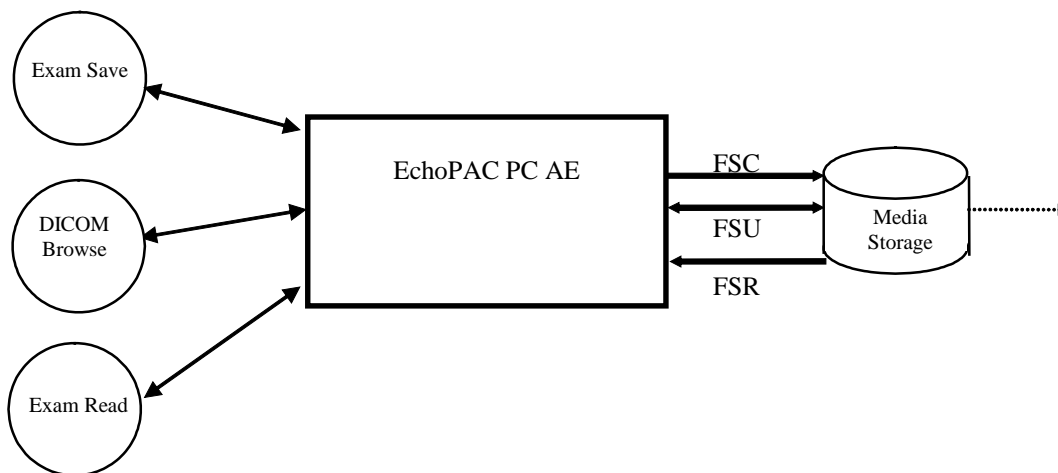 Exam Save
DICOM
Browse
Exam Read
EchoPAC PC AE
FSC
FSU
FSR
Media
Storage